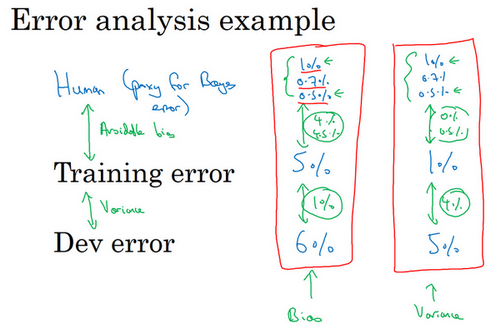 Error analysis example
Human (proxy for Bayes error)
1% 1%
0.7% 0.7%
0.5% 0.5%
Avoidable bias
4% 0%
4.5% 0.5%
Training error 5% 1%
Variance 1% 4%
Dev error 6% 5%
Bias Variance